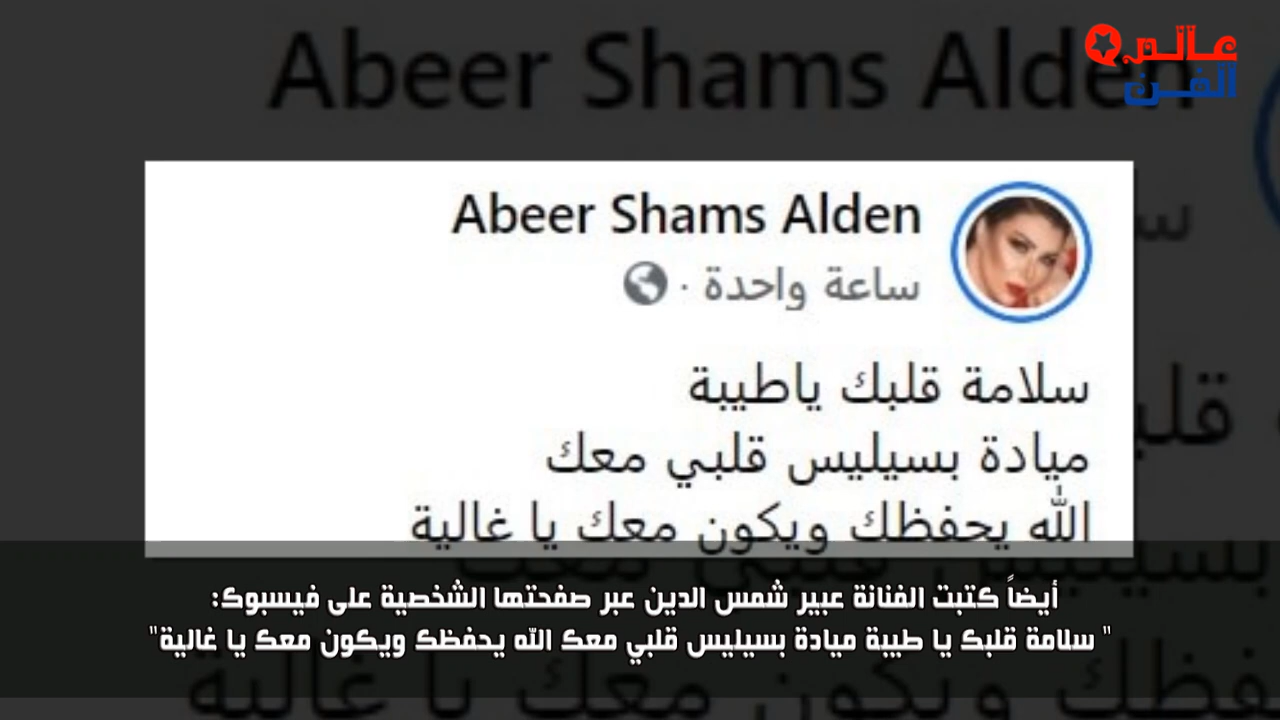 عالم
الفن
Abeer Shams Alden
Abeer Shams Alden
ساعة واحدة ·
سلامة قلبك ياطيبة
ميادة بسيليس قلبي معك
الله يحفظك ويكون معك يا غالية
أيضاً كتبت الفنانة عبير شمس الدين عبر صفحتها الشخصية على فيسبوك:
" سلامة قلبك يا طيبة ميادة بسيليس قلبي معك الله يحفظك ويكون معك يا غالية"